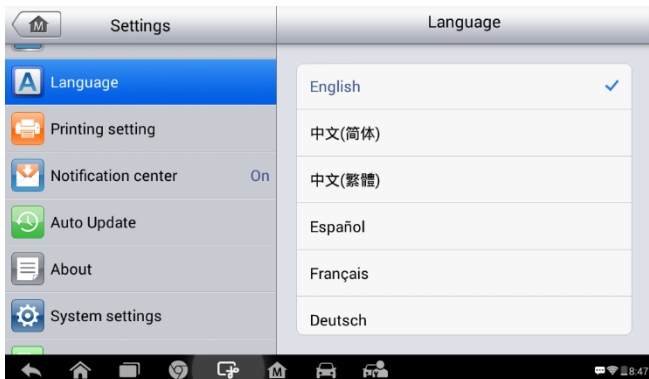 Settings
Language
Language
English
Printing setting
中文(简体)
Notification center On
中文(繁體)
Auto Update
Español
About
Français
System settings
Deutsch
8:47